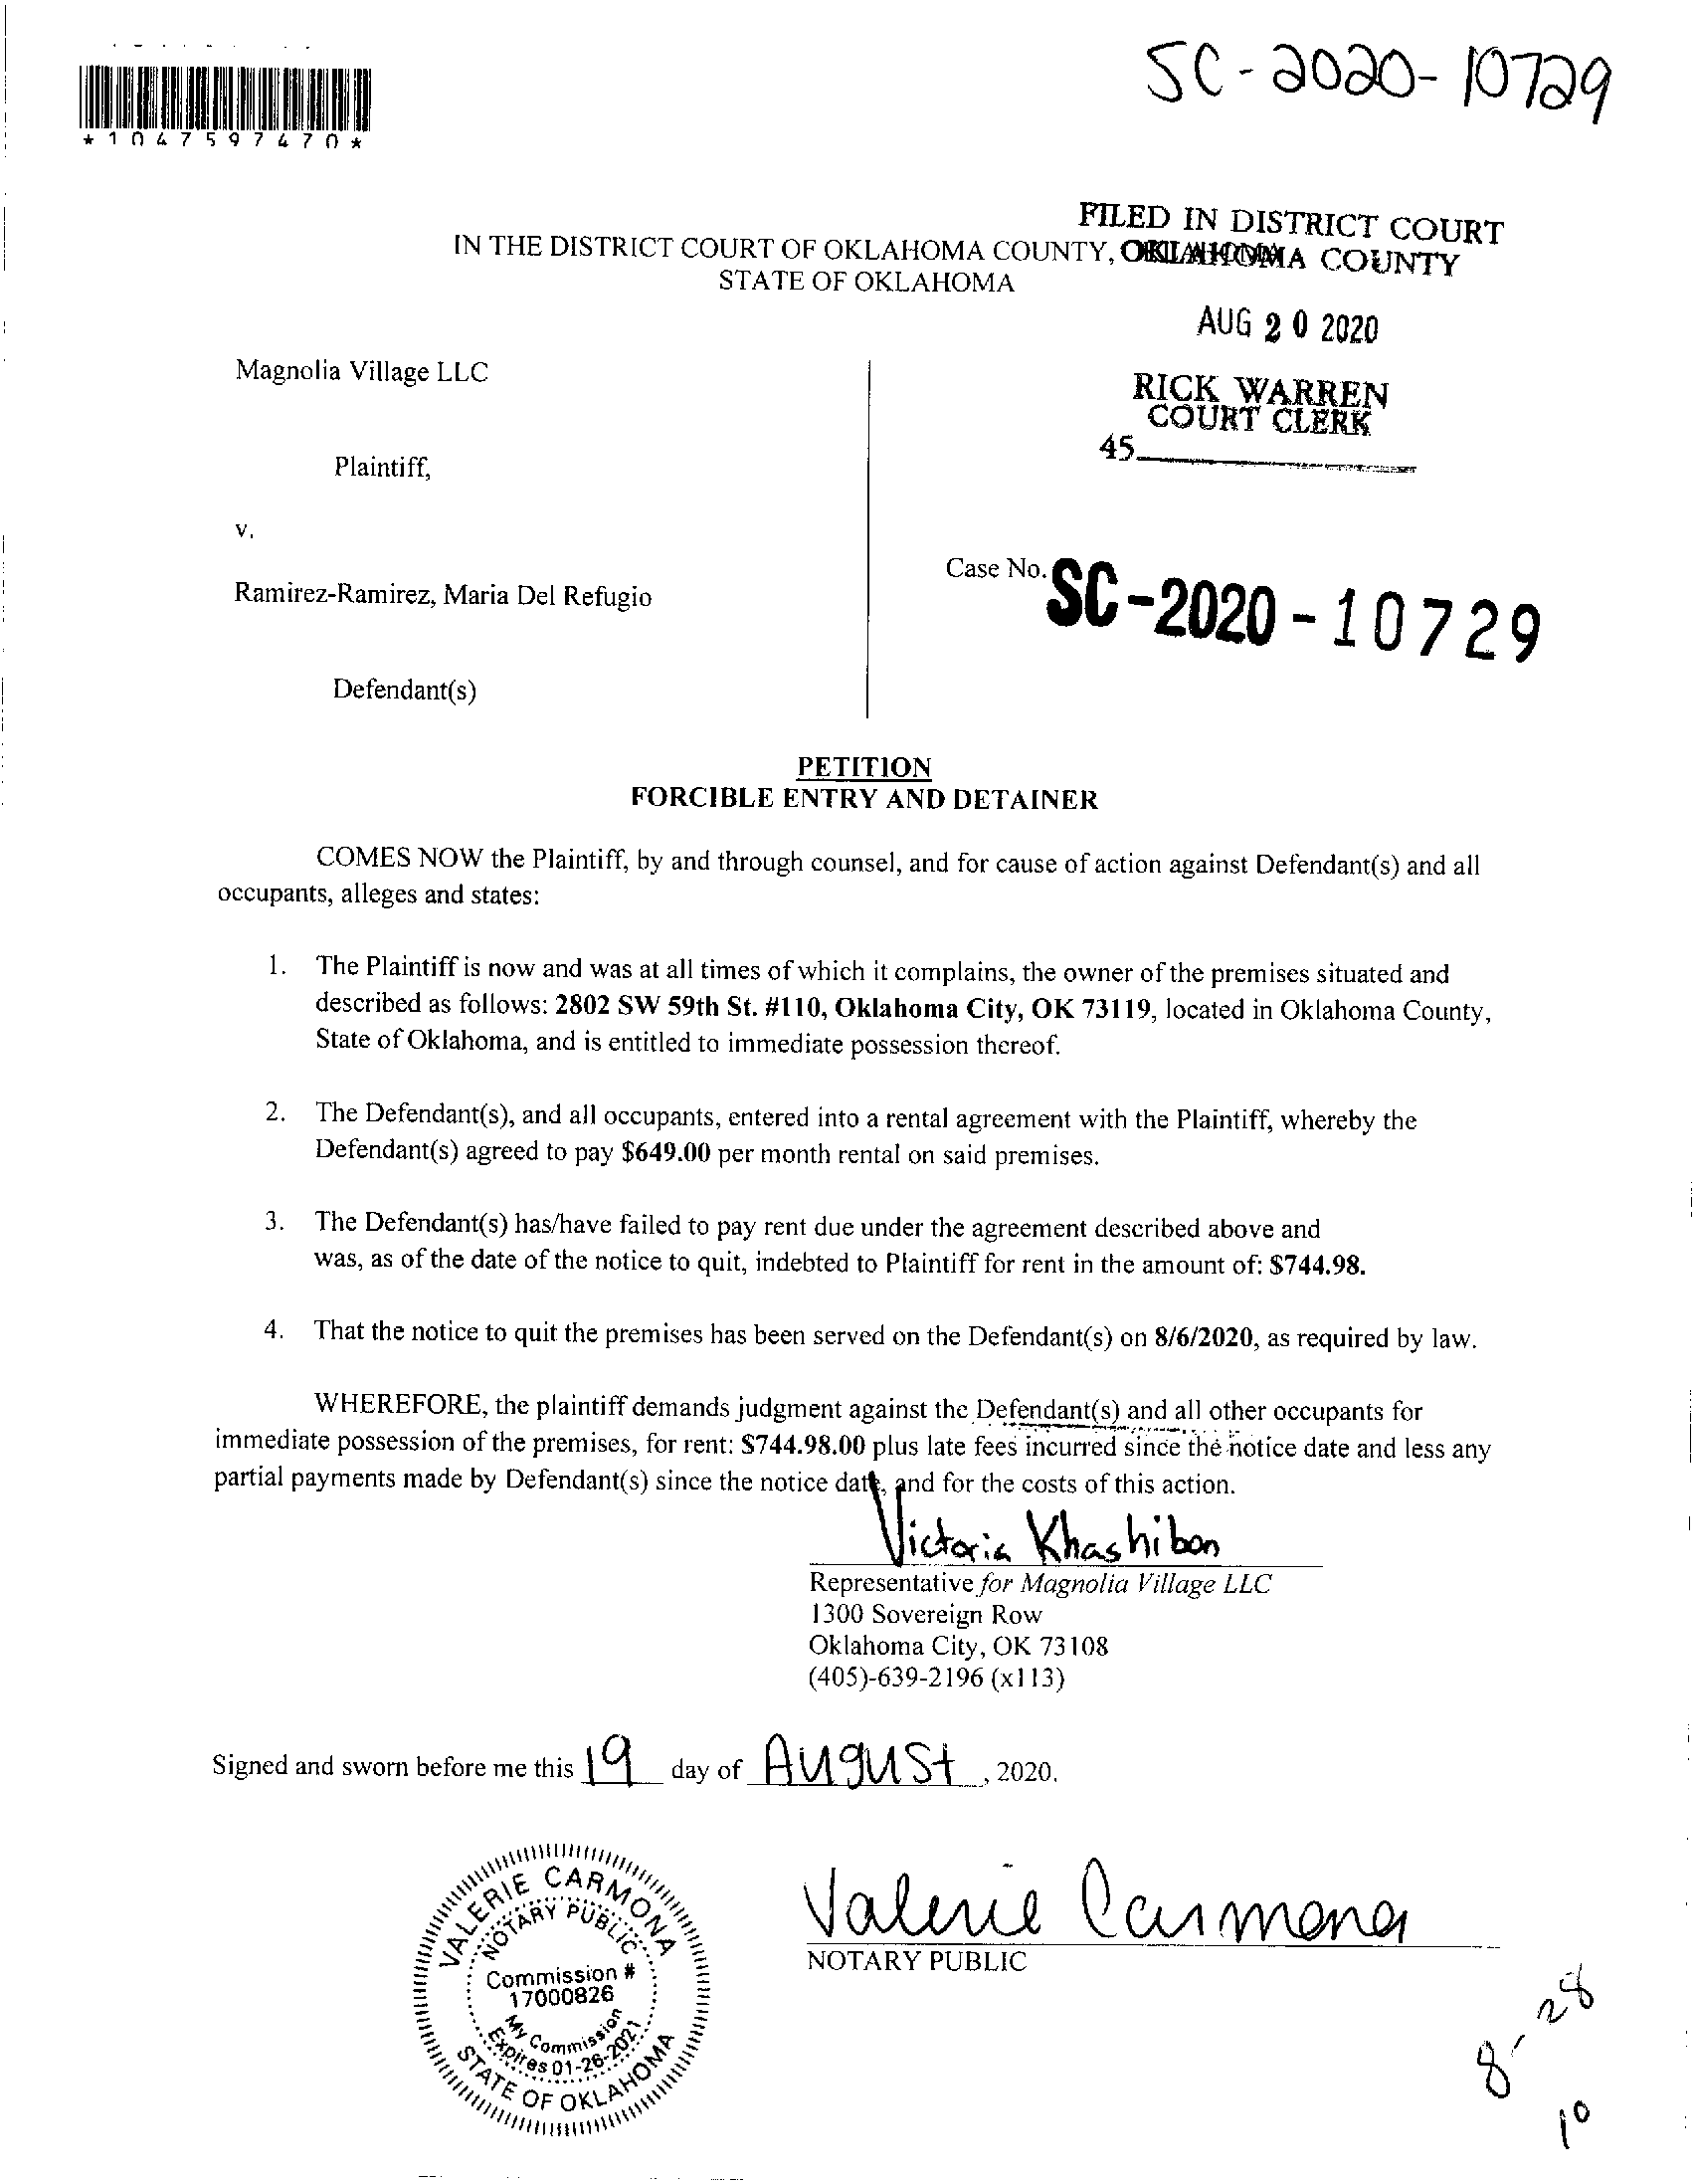 SC-2020-10729
*1047597470*
FILED IN DISTRICT COURT
OKLAHOMA COUNTY
IN THE DISTRICT COURT OF OKLAHOMA COUNTY,
STATE OF OKLAHOMA
AUG 20 2020
RICK WARREN
COURT CLERK
45
Magnolia Village LLC
Plaintiff,
v.
Case No. SC-2020-10729
Ramirez-Ramirez, Maria Del Refugio
Defendant(s)
PETITION
FORCIBLE ENTRY AND DETAINER
COMES NOW the Plaintiff, by and through counsel, and for cause of action against Defendant(s) and all
occupants, alleges and states:
1. The Plaintiff is now and was at all times of which it complains, the owner of the premises situated and
described as follows: 2802 SW 59th St. #110, Oklahoma City, OK 73119, located in Oklahoma County,
State of Oklahoma, and is entitled to immediate possession thereof.
2. The Defendant(s), and all occupants, entered into a rental agreement with the Plaintiff, whereby the
Defendant(s) agreed to pay $649.00 per month rental on said premises.
3. The Defendant(s) has/have failed to pay rent due under the agreement described above and
was, as of the date of the notice to quit, indebted to Plaintiff for rent in the amount of: $744.98.
4. That the notice to quit the premises has been served on the Defendant(s) on 8/6/2020, as required by law.
WHEREFORE, the plaintiff demands judgment against the Defendant(s) and all other occupants for
immediate possession of the premises, for rent: $744.98.00 plus late fees incurred since the notice date and less any
partial payments made by Defendant(s) since the notice date, and for the costs of this action.
Victoria Khashibon
Representative for Magnolia Village LLC
1300 Sovereign Row
Oklahoma City, OK 73108
(405)-639-2196 (x113)
Signed and sworn before me this 19 day of August, 2020.
VALERIE CARMONA
NOTARY PUBLIC
Commission #
17000826
My Commission
Expires 01-26-2021
STATE OF OKLAHOMA
Valerie Carmona
NOTARY PUBLIC
8-28
10